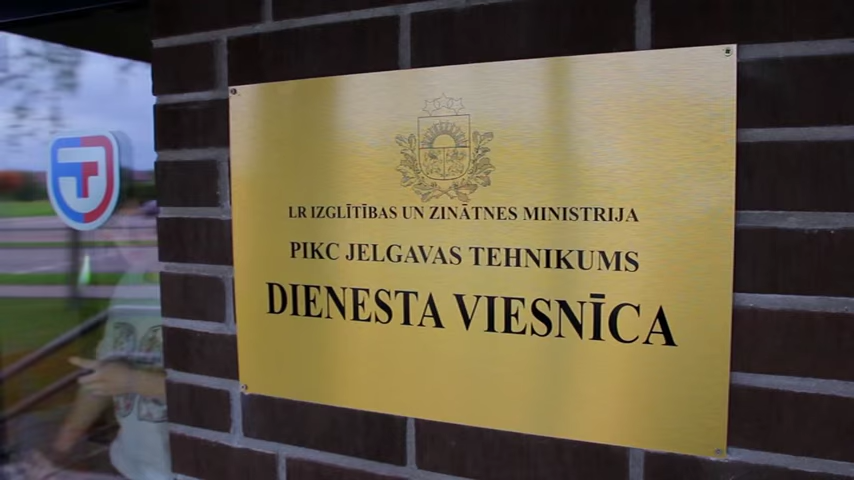 LR IZGLĪTĪBAS UN ZINĀTNES MINISTRIJA
PIKC JELGAVAS TEHNIKUMS
DIENESTA VIESNĪCA